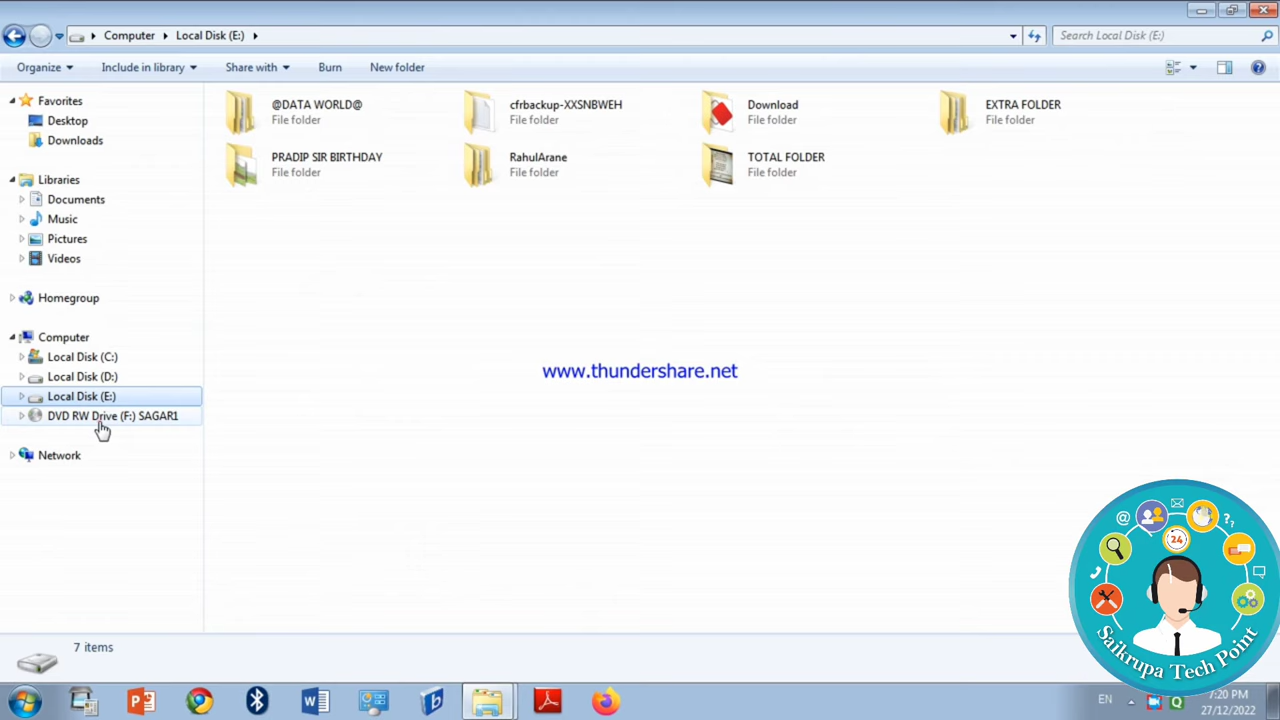 Computer Local Disk (E:) Search Local Disk (E:)
Organize Include in library Share with Burn New folder
Favorites
Desktop
Downloads
Libraries
Documents
Music
Pictures
Videos
Homegroup
Computer
Local Disk (C:)
Local Disk (D:)
Local Disk (E:)
DVD RW Drive (F:) SAGAR1
Network
@DATA WORLD@
File folder
cfrbackup-XXSNBWEH
File folder
Download
File folder
EXTRA FOLDER
File folder
PRADIP SIR BIRTHDAY
File folder
RahulArane
File folder
TOTAL FOLDER
File folder
www.thundershare.net
@ ? ?
24
Saikrupa Tech Point
7 items
EN
7:20 PM
27/12/2022